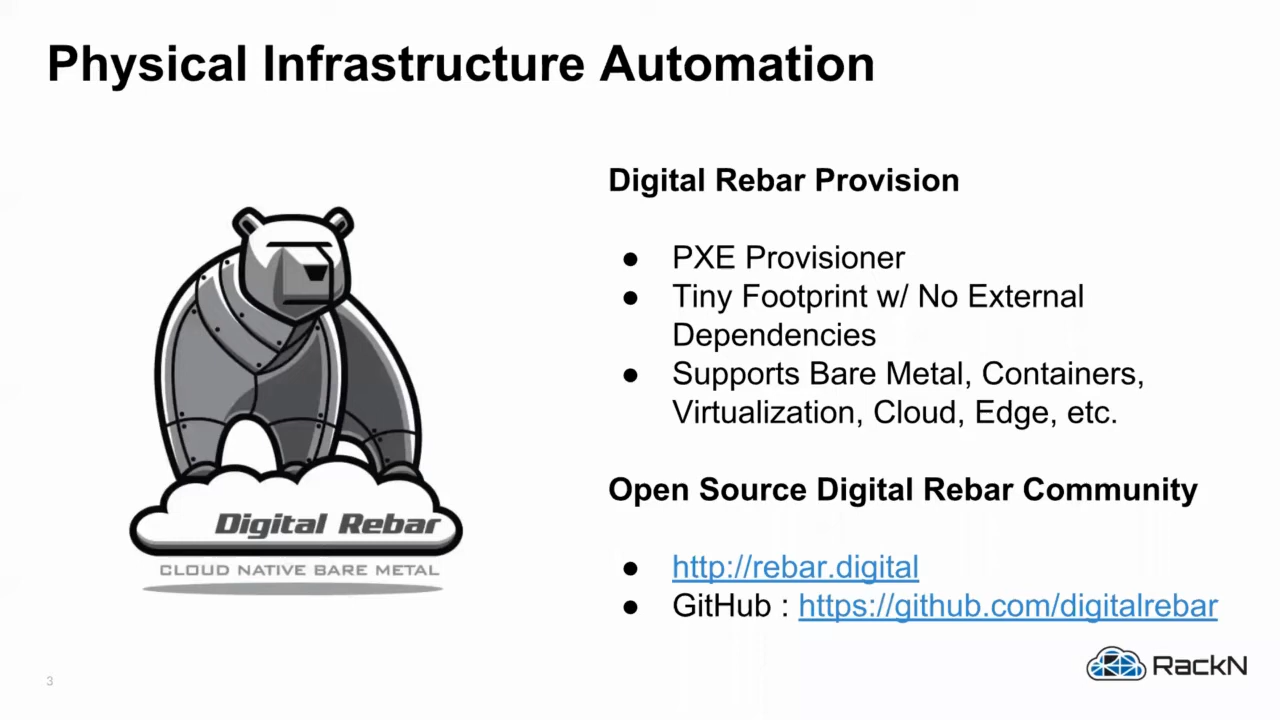 Physical Infrastructure Automation
Digital Rebar Provision
● PXE Provisioner
● Tiny Footprint w/ No External
Dependencies
● Supports Bare Metal, Containers,
Virtualization, Cloud, Edge, etc.
Open Source Digital Rebar Community
● http://rebar.digital
● GitHub : https://github.com/digitalrebar
Digital Rebar
CLOUD NATIVE BARE METAL
RackN
3